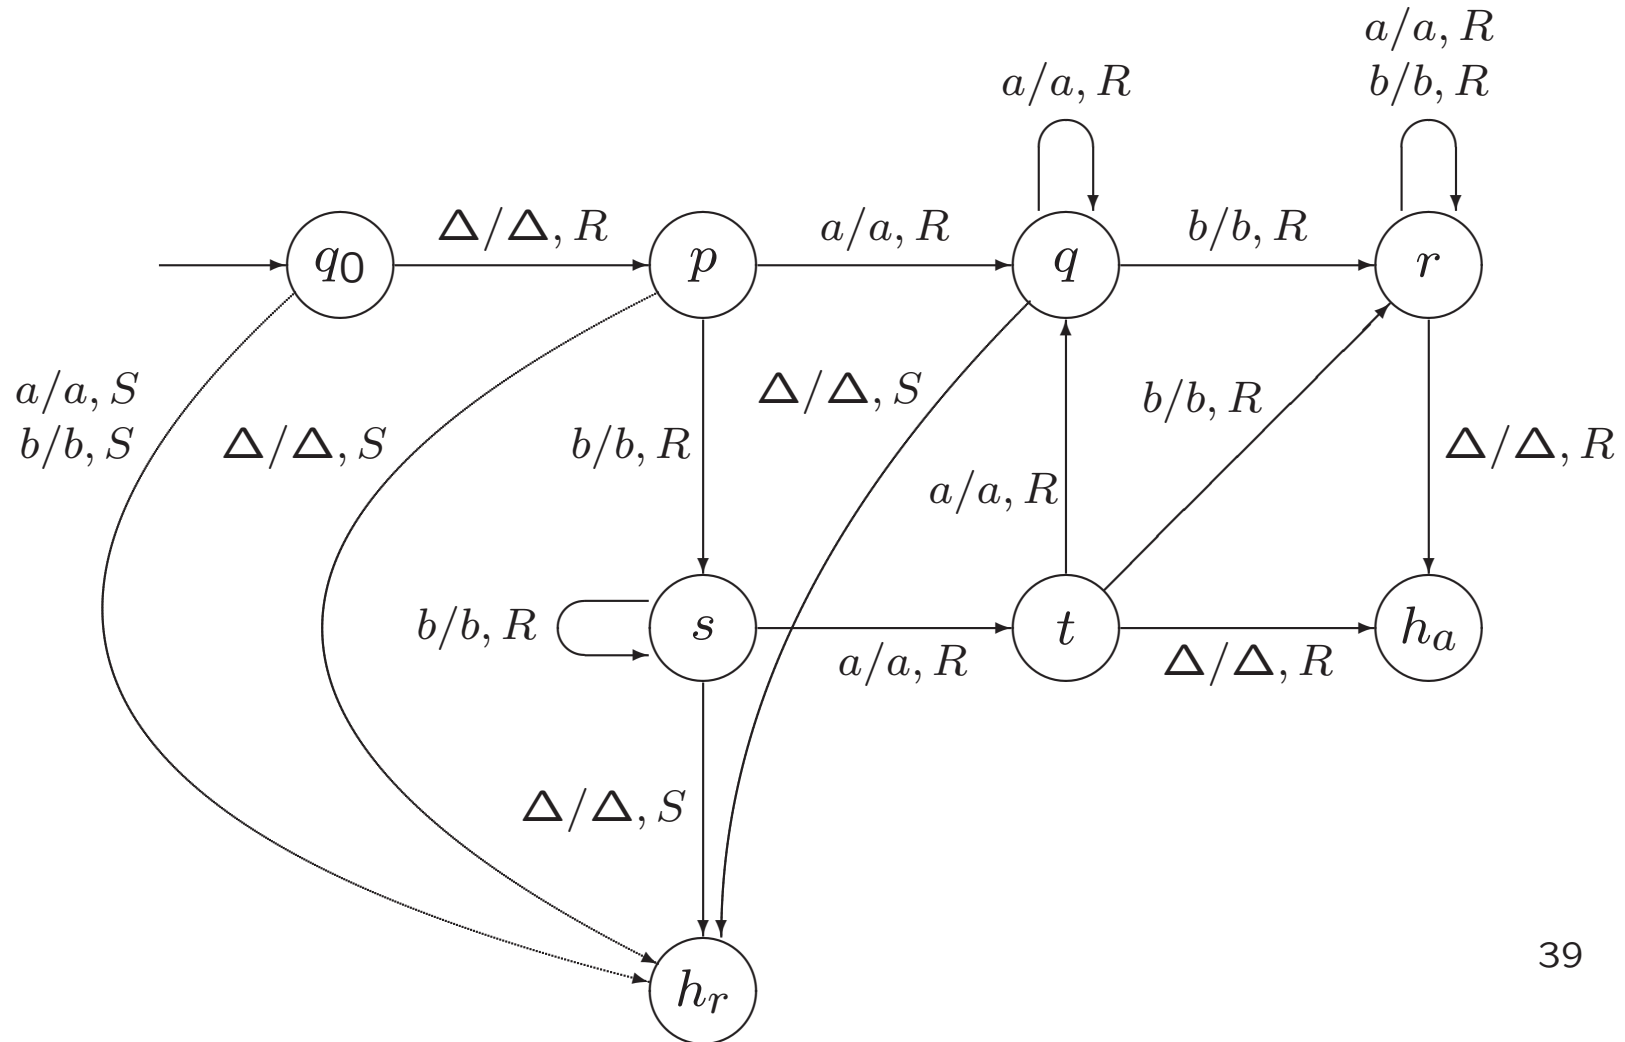 a/a, R
b/b, R
a/a, R
q0
Δ/Δ, R
p
a/a, R
q
b/b, R
r
a/a, S
b/b, S
Δ/Δ, S
b/b, R
Δ/Δ, S
a/a, R
b/b, R
Δ/Δ, R
b/b, R
s
a/a, R
t
Δ/Δ, R
ha
Δ/Δ, S
hr
39